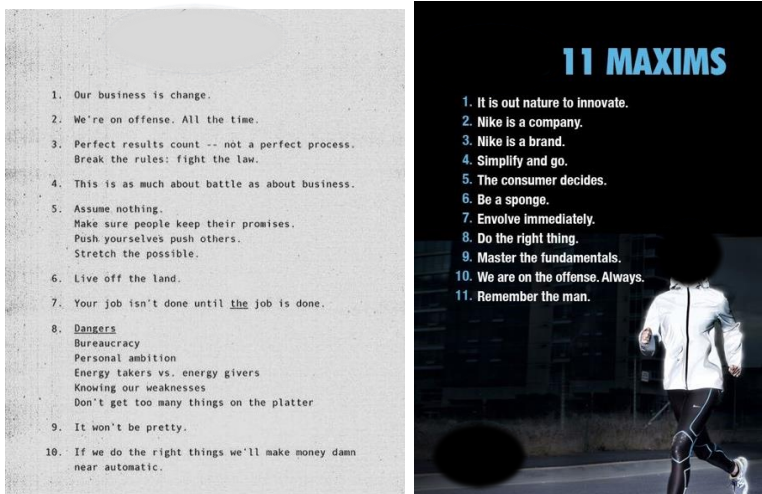 1. Our business is change.
2. We're on offense. All the time.
3. Perfect results count -- not a perfect process.
Break the rules: fight the law.
4. This is as much about battle as about business.
5. Assume nothing.
Make sure people keep their promises.
Push yourselves push others.
Stretch the possible.
6. Live off the land.
7. Your job isn't done until the job is done.
8. Dangers
Bureaucracy
Personal ambition
Energy takers vs. energy givers
Knowing our weaknesses
Don't get too many things on the platter
9. It won't be pretty.
10. If we do the right things we'll make money damn
near automatic.
11 MAXIMS
1. It is out nature to innovate.
2. Nike is a company.
3. Nike is a brand.
4. Simplify and go.
5. The consumer decides.
6. Be a sponge.
7. Envolve immediately.
8. Do the right thing.
9. Master the fundamentals.
10. We are on the offense. Always.
11. Remember the man.